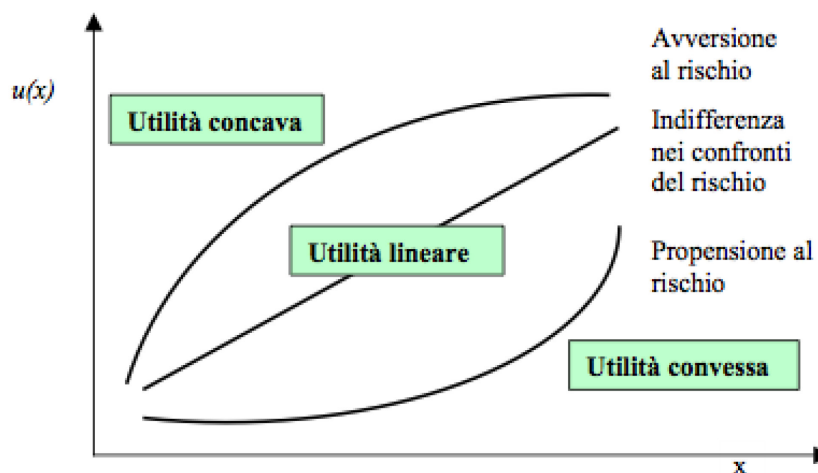 u(x)
Utilità concava
Avversione
al rischio
Indifferenza
nei confronti
del rischio
Utilità lineare
Propensione al
rischio
Utilità convessa
x